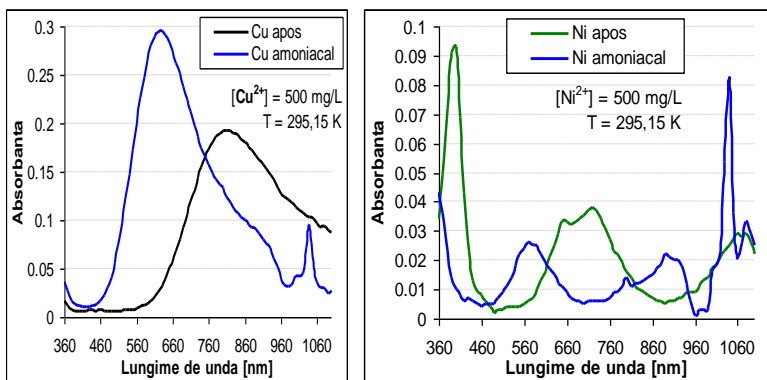 Cu apos
Cu amoniacal
[Cu²⁺] = 500 mg/L
T = 295,15 K
Absorbanta
0.3
0.25
0.2
0.15
0.1
0.05
0
360 460 560 660 760 860 960 1060
Lungime de unda [nm]
Ni apos
Ni amoniacal
[Ni²⁺] = 500 mg/L
T = 295,15 K
Absorbanta
0.1
0.09
0.08
0.07
0.06
0.05
0.04
0.03
0.02
0.01
0
360 460 560 660 760 860 960 1060
Lungime de unda [nm]